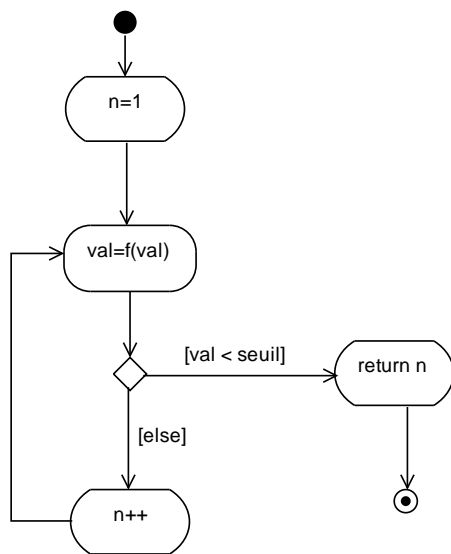 n=1
val=f(val)
[val < seuil]
return n
[else]
n++